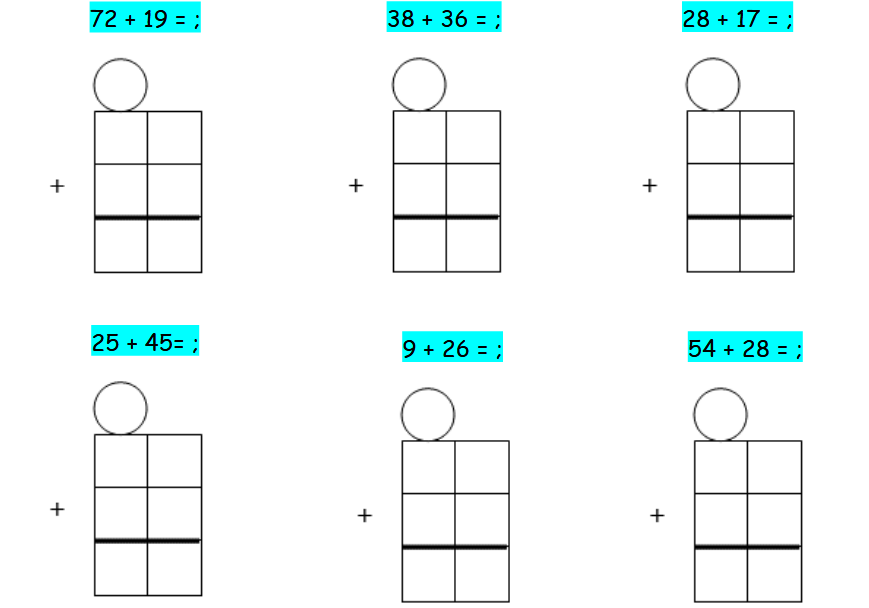 72 + 19 = ;
38 + 36 = ;
28 + 17 = ;
+
+
+
25 + 45= ;
9 + 26 = ;
54 + 28 = ;
+
+
+